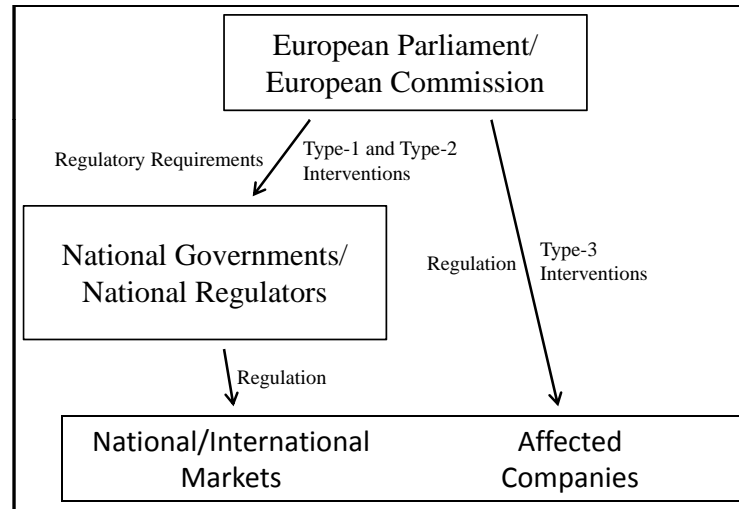 European Parliament/
European Commission
Regulatory Requirements
Type-1 and Type-2
Interventions
National Governments/
National Regulators
Regulation
Type-3
Interventions
Regulation
National/International
Markets
Affected
Companies